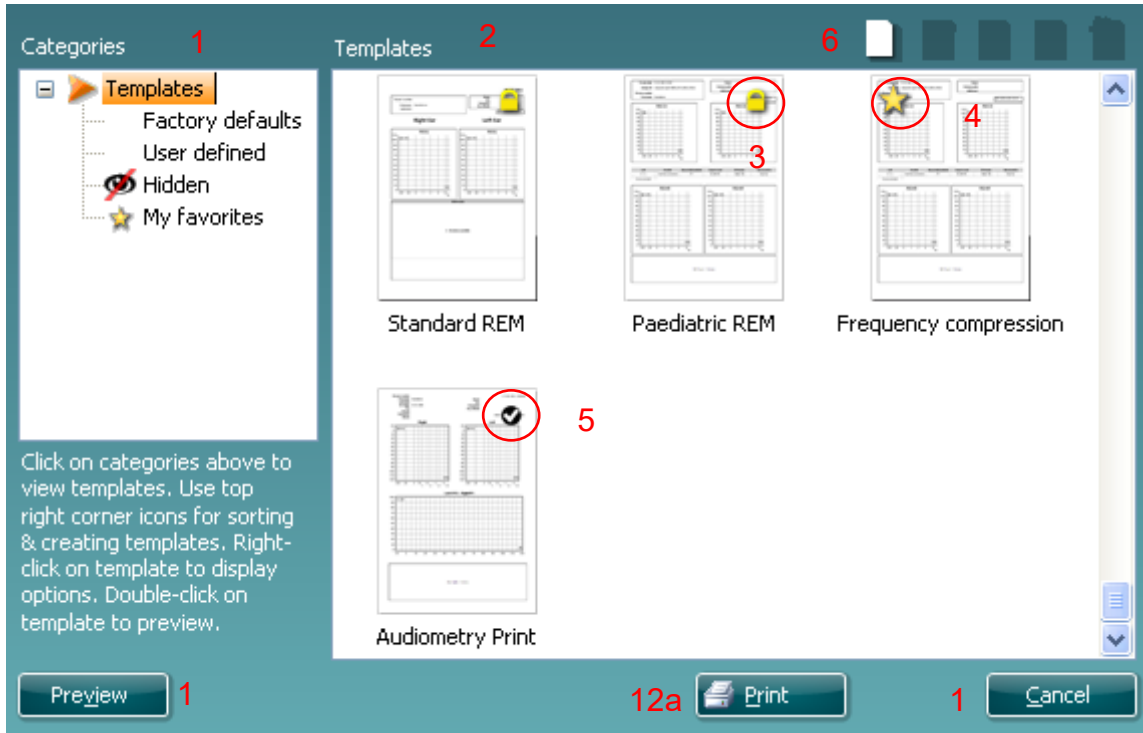 Categories 1
Templates 2
6
Templates
Factory defaults
User defined
Hidden
My favorites
3
4
Standard REM
Paediatric REM
Frequency compression
5
Audiometry Print
Click on categories above to
view templates. Use top
right corner icons for sorting
& creating templates. Right-
click on template to display
options. Double-click on
template to preview.
Preview 1
12a Print
1 Cancel